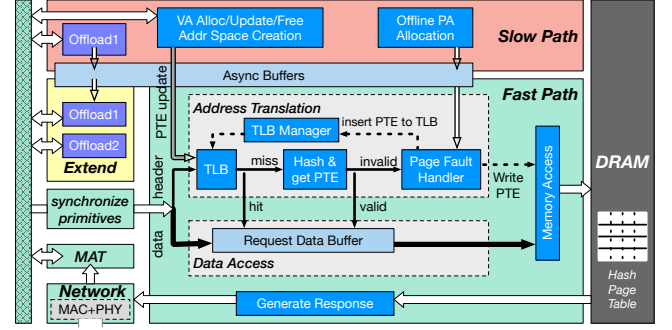 Offload1
VA Alloc/Update/Free
Addr Space Creation
Offline PA
Allocation
Slow Path
Async Buffers
Fast Path
PTE update
Address Translation
Offload1
Offload2
Extend
TLB Manager
insert PTE to TLB
TLB
miss
Hash &
get PTE
invalid
Page Fault
Handler
Write
PTE
Memory Access
DRAM
header
synchronize
primitives
hit
valid
data
Request Data Buffer
Data Access
MAT
Network
MAC+PHY
Generate Response
Hash
Page
Table